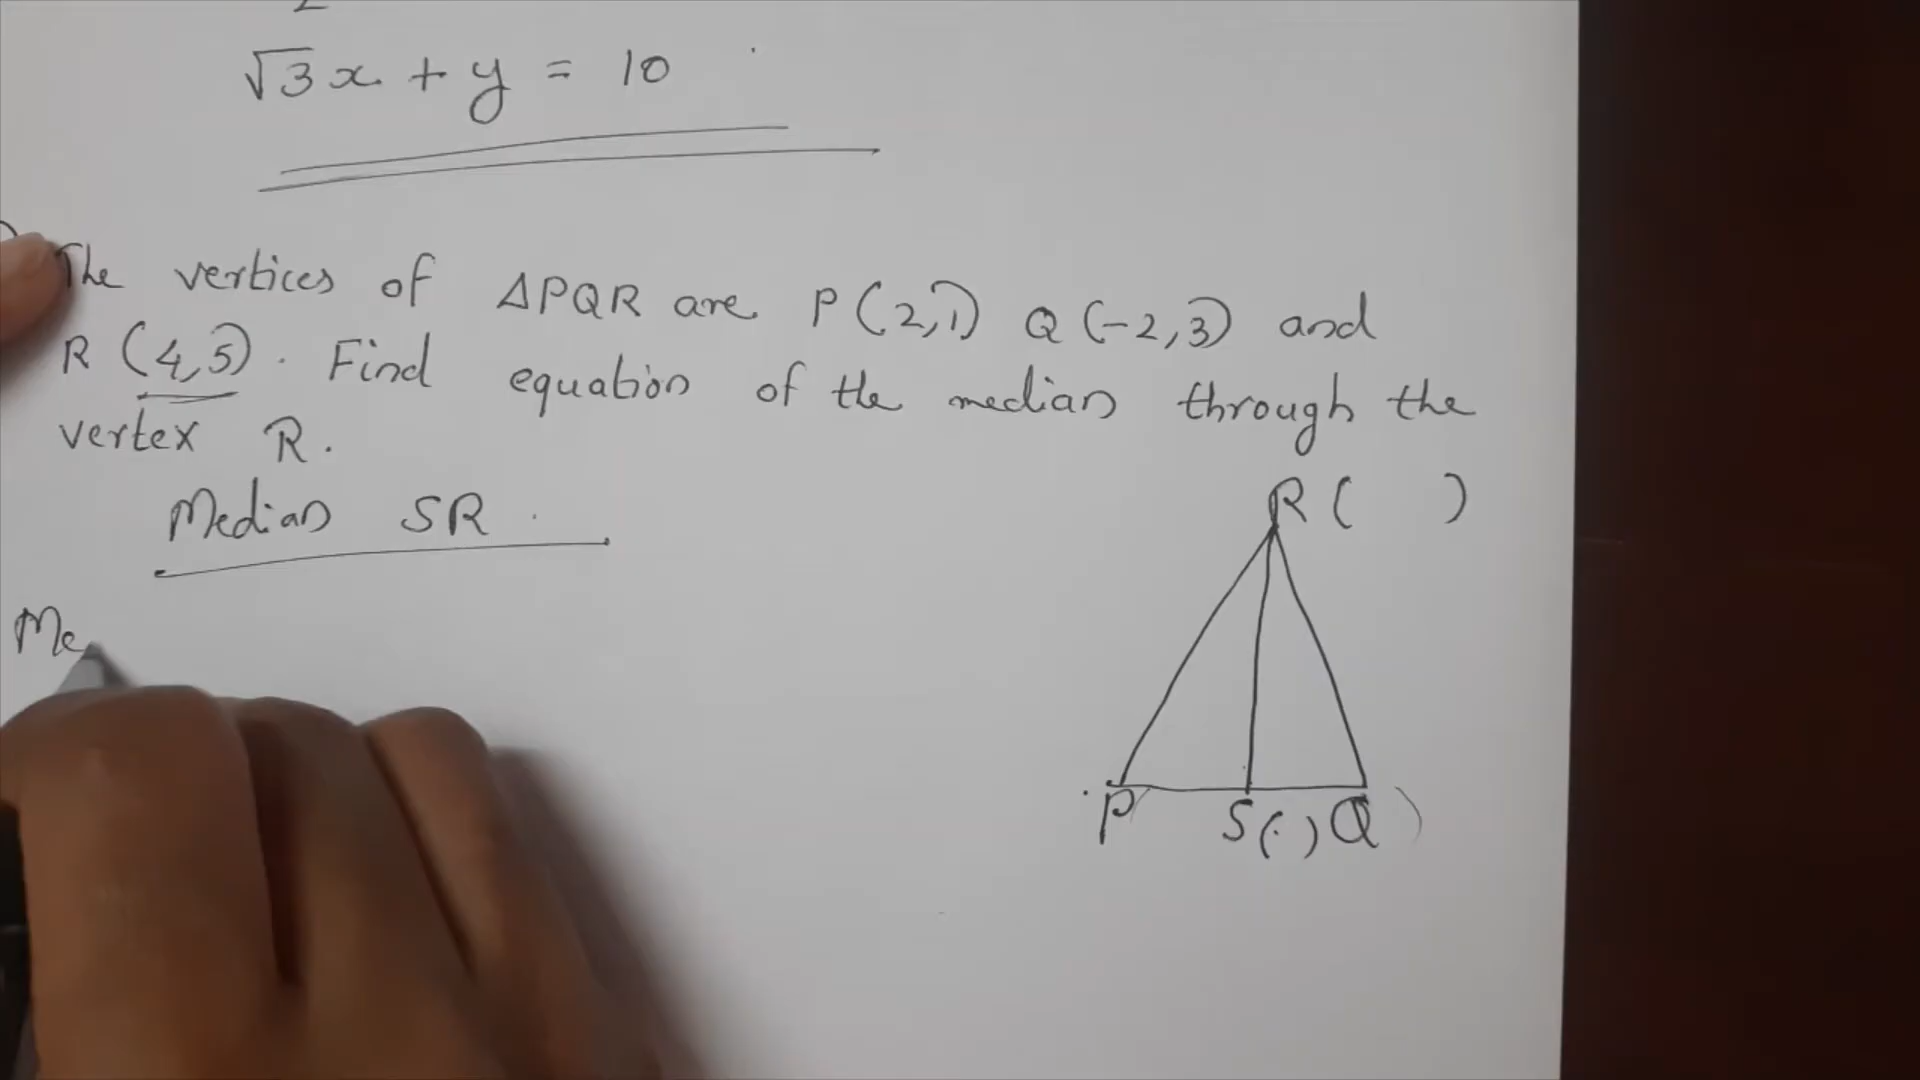 √3x + y = 10
The vertices of ΔPQR are P(2,1) Q(-2,3) and
R (4,5). Find equation of the median through the
vertex R.
Median SR.
R ( )
Me
P S( ) Q )